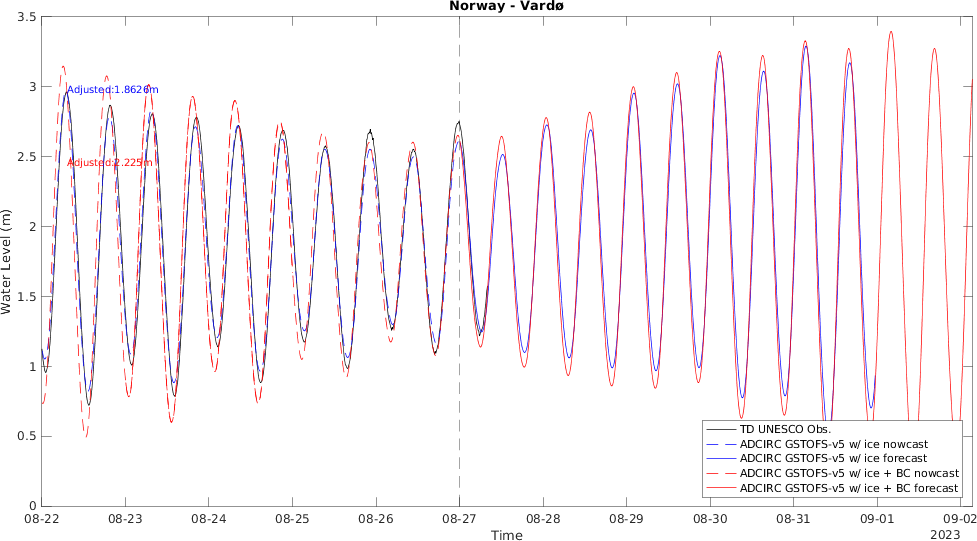 Norway - Vardø
3.5
3
2.5
2
1.5
1
0.5
0
Water Level (m)
Adjusted:1.8626m
Adjusted:2.225m
TD UNESCO Obs.
ADCIRC GSTOFS-v5 w/ ice nowcast
ADCIRC GSTOFS-v5 w/ ice forecast
ADCIRC GSTOFS-v5 w/ ice + BC nowcast
ADCIRC GSTOFS-v5 w/ ice + BC forecast
08-22 08-23 08-24 08-25 08-26 08-27 08-28 08-29 08-30 08-31 09-01 09-02
Time
2023